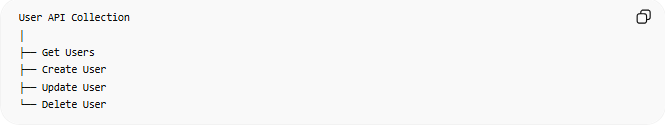 User API Collection
│
├── Get Users
├── Create User
├── Update User
└── Delete User